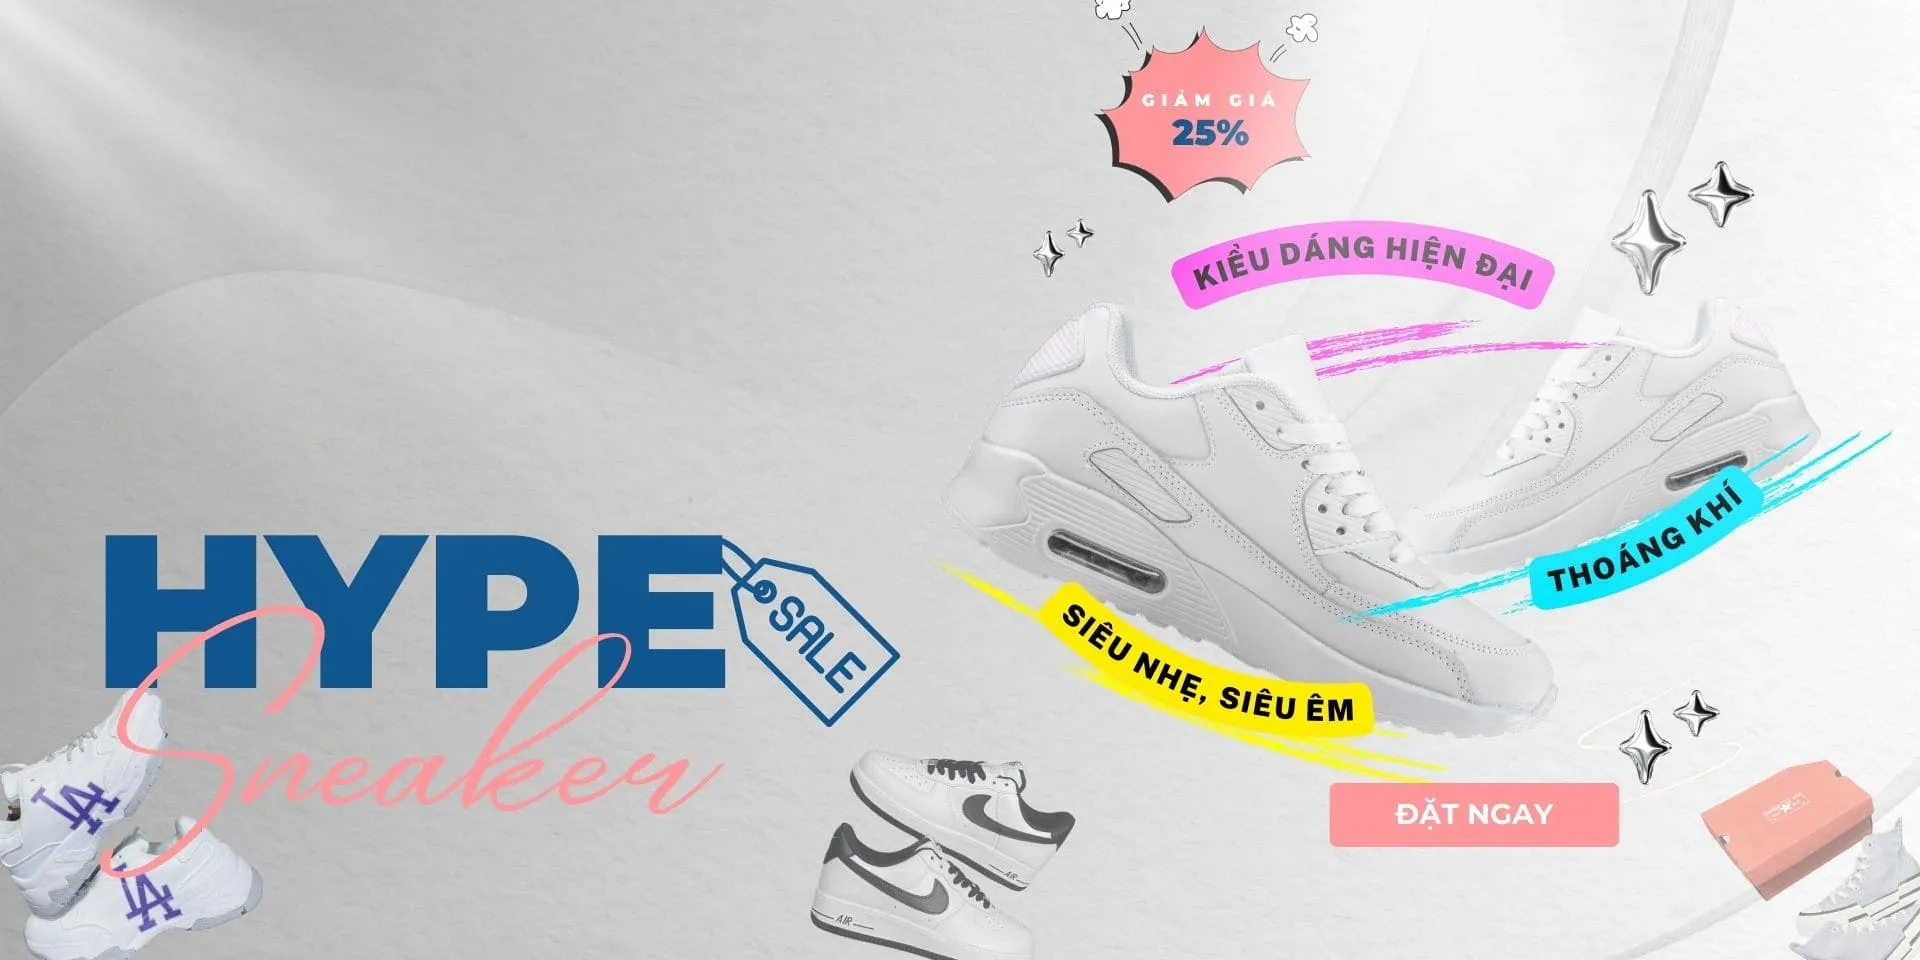 GIẢM GIÁ
25%
KIỂU DÁNG HIỆN ĐẠI
THOÁNG KHÍ
SIÊU NHẸ, SIÊU ÊM
HYPE
SALE
Sneaker
ĐẶT NGAY
LA
LA
AIR
AIR